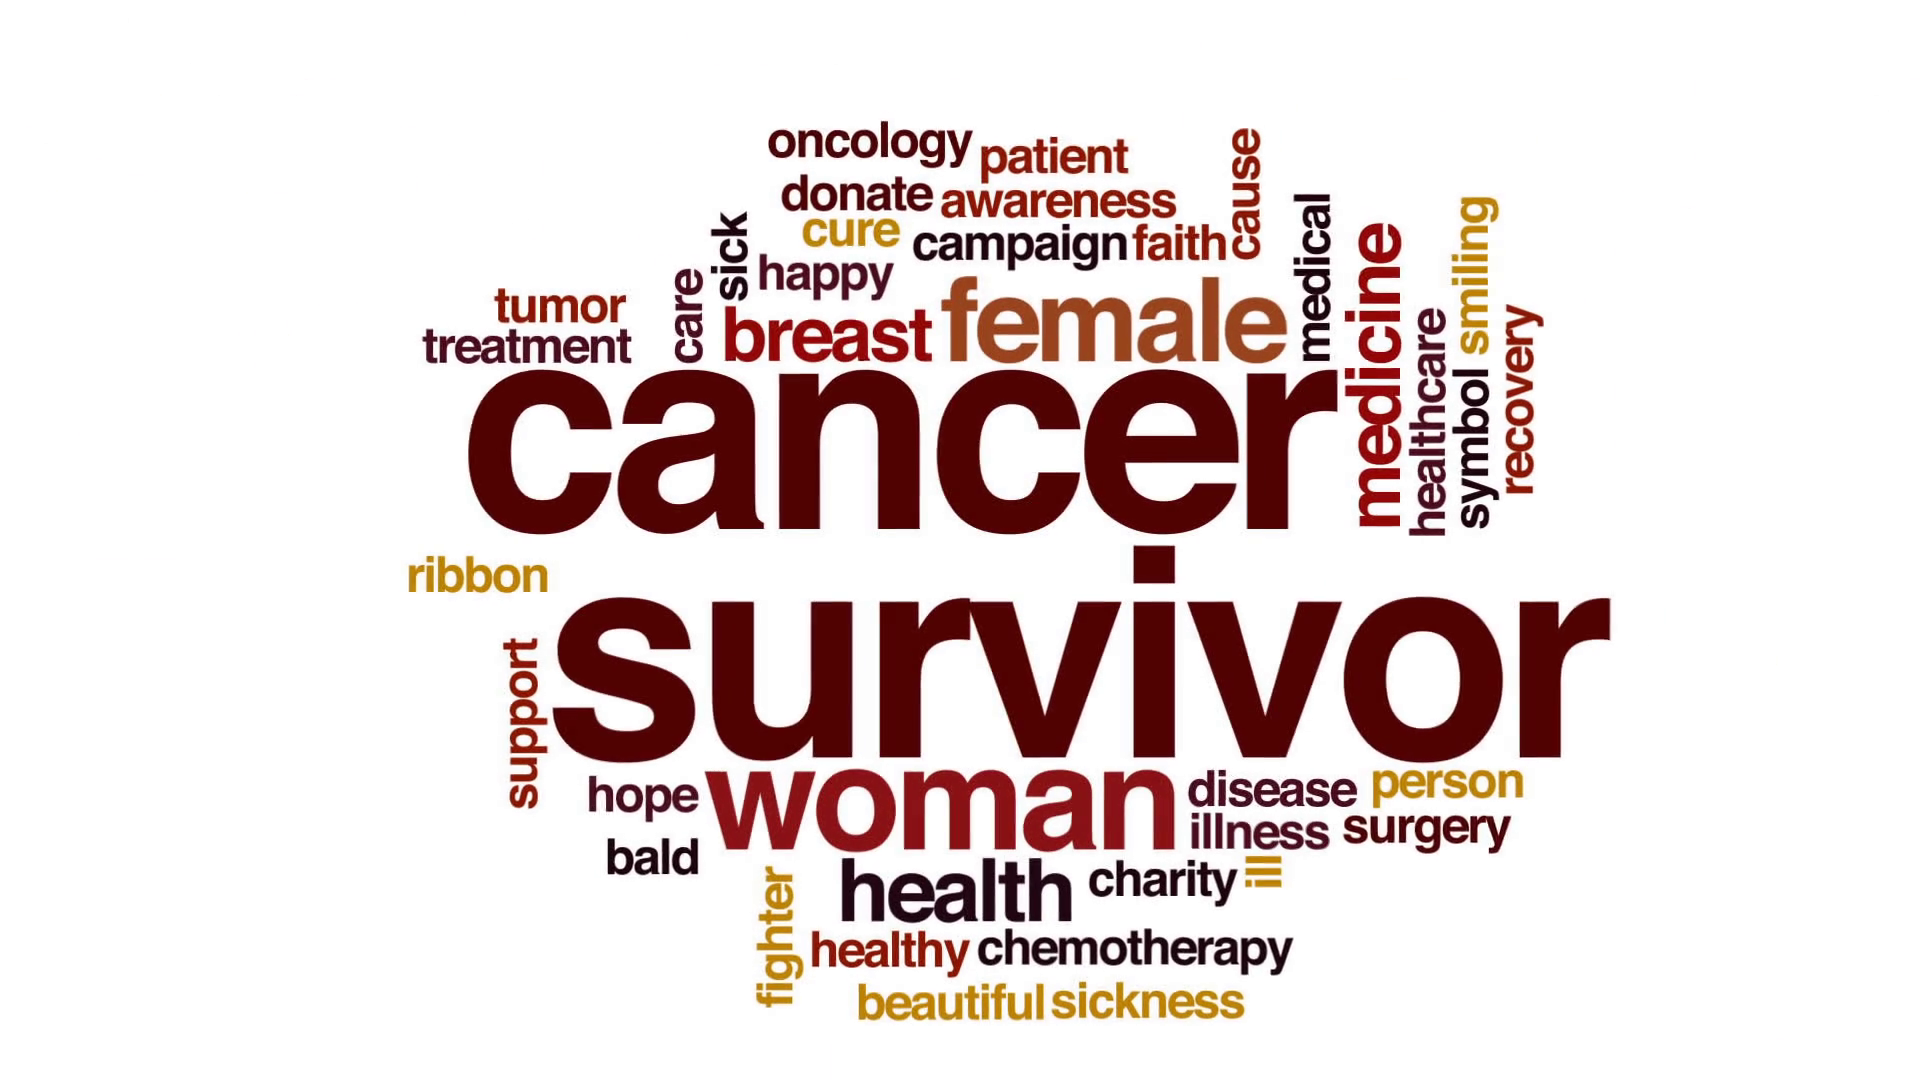 oncology
patient
cause
donate
awareness
medical
smiling
sick
cure
campaign
faith
medicine
care
happy
tumor
breast
female
healthcare
recovery
treatment
cancer
symbol
ribbon
survivor
support
hope
woman
disease
person
illness
surgery
bald
health
charity
ill
fighter
healthy
chemotherapy
beautiful
sickness